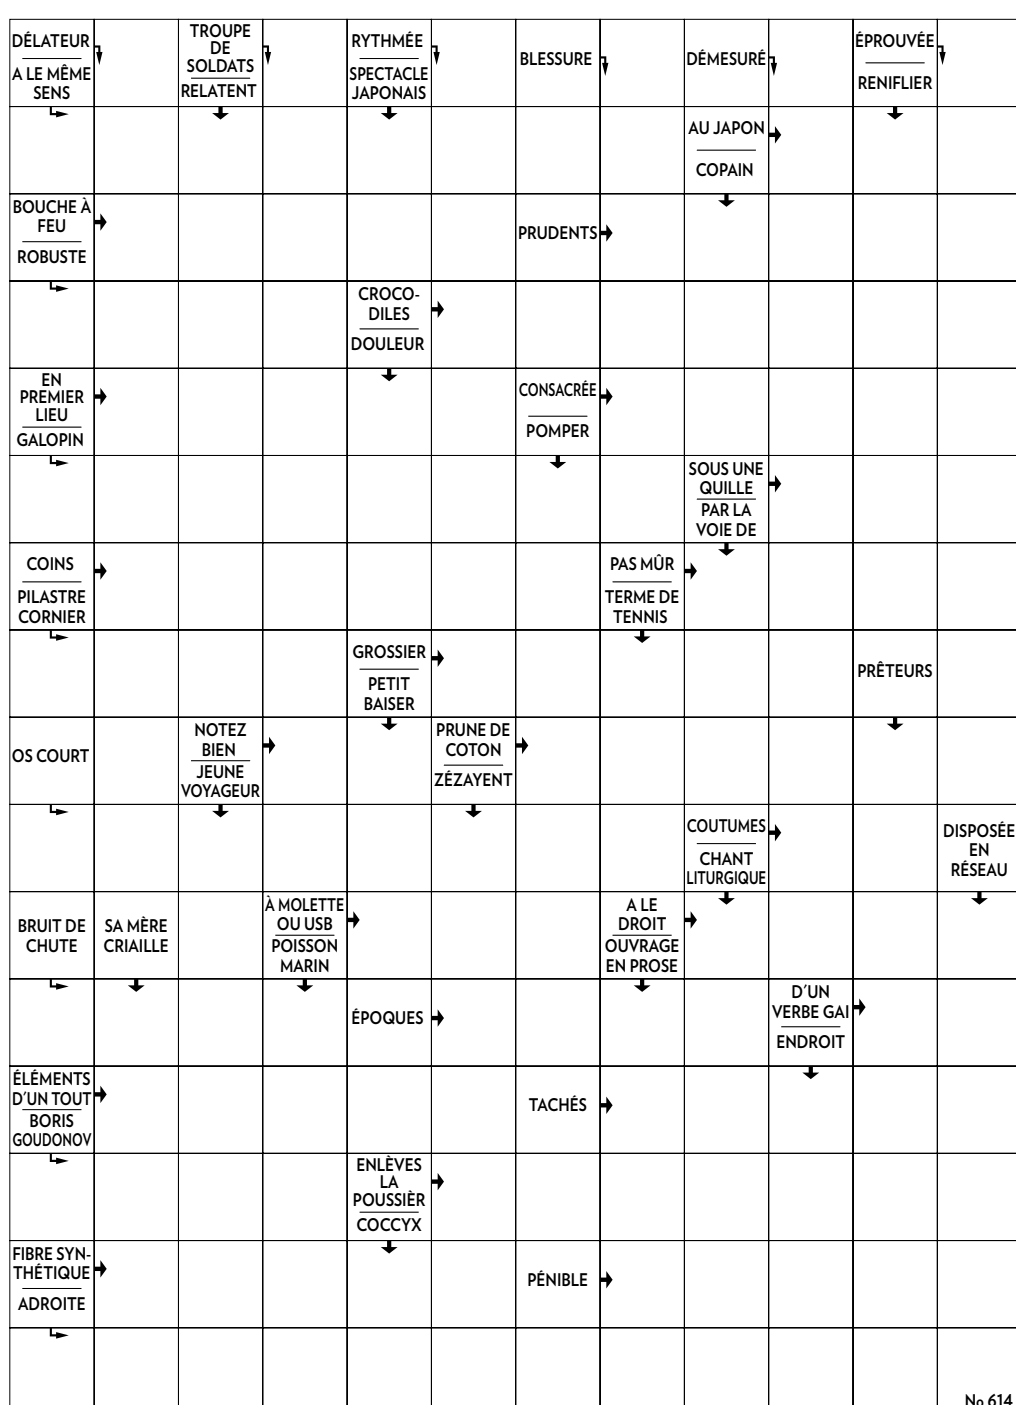 DÉLATEUR
A LE MÊME
SENS
TROUPE
DE
SOLDATS
RELATENT
RYTHMÉE
SPECTACLE
JAPONAIS
BLESSURE
DÉMESURÉ
ÉPROUVÉE
RENIFLIER
AU JAPON
COPAIN
BOUCHE À
FEU
ROBUSTE
PRUDENTS
CROCO-
DILES
DOULEUR
EN
PREMIER
LIEU
GALOPIN
CONSACRÉE
POMPER
SOUS UNE
QUILLE
PAR LA
VOIE DE
COINS
PILASTRE
CORNIER
PAS MÛR
TERME DE
TENNIS
GROSSIER
PETIT
BAISER
PRÊTEURS
OS COURT
NOTEZ
BIEN
JEUNE
VOYAGEUR
PRUNE DE
COTON
ZÉZAYENT
COUTUMES
CHANT
LITURGIQUE
DISPOSÉE
EN
RÉSEAU
BRUIT DE
CHUTE
SA MÈRE
CRIAILLE
À MOLETTE
OU USB
POISSON
MARIN
A LE
DROIT
OUVRAGE
EN PROSE
ÉPOQUES
D'UN
VERBE GAI
ENDROIT
ÉLÉMENTS
D'UN TOUT
BORIS
GOUDONOV
TACHÉS
ENLÈVES
LA
POUSSIÈR
COCCYX
FIBRE SYN-
THÉTIQUE
ADROITE
PÉNIBLE
No 614